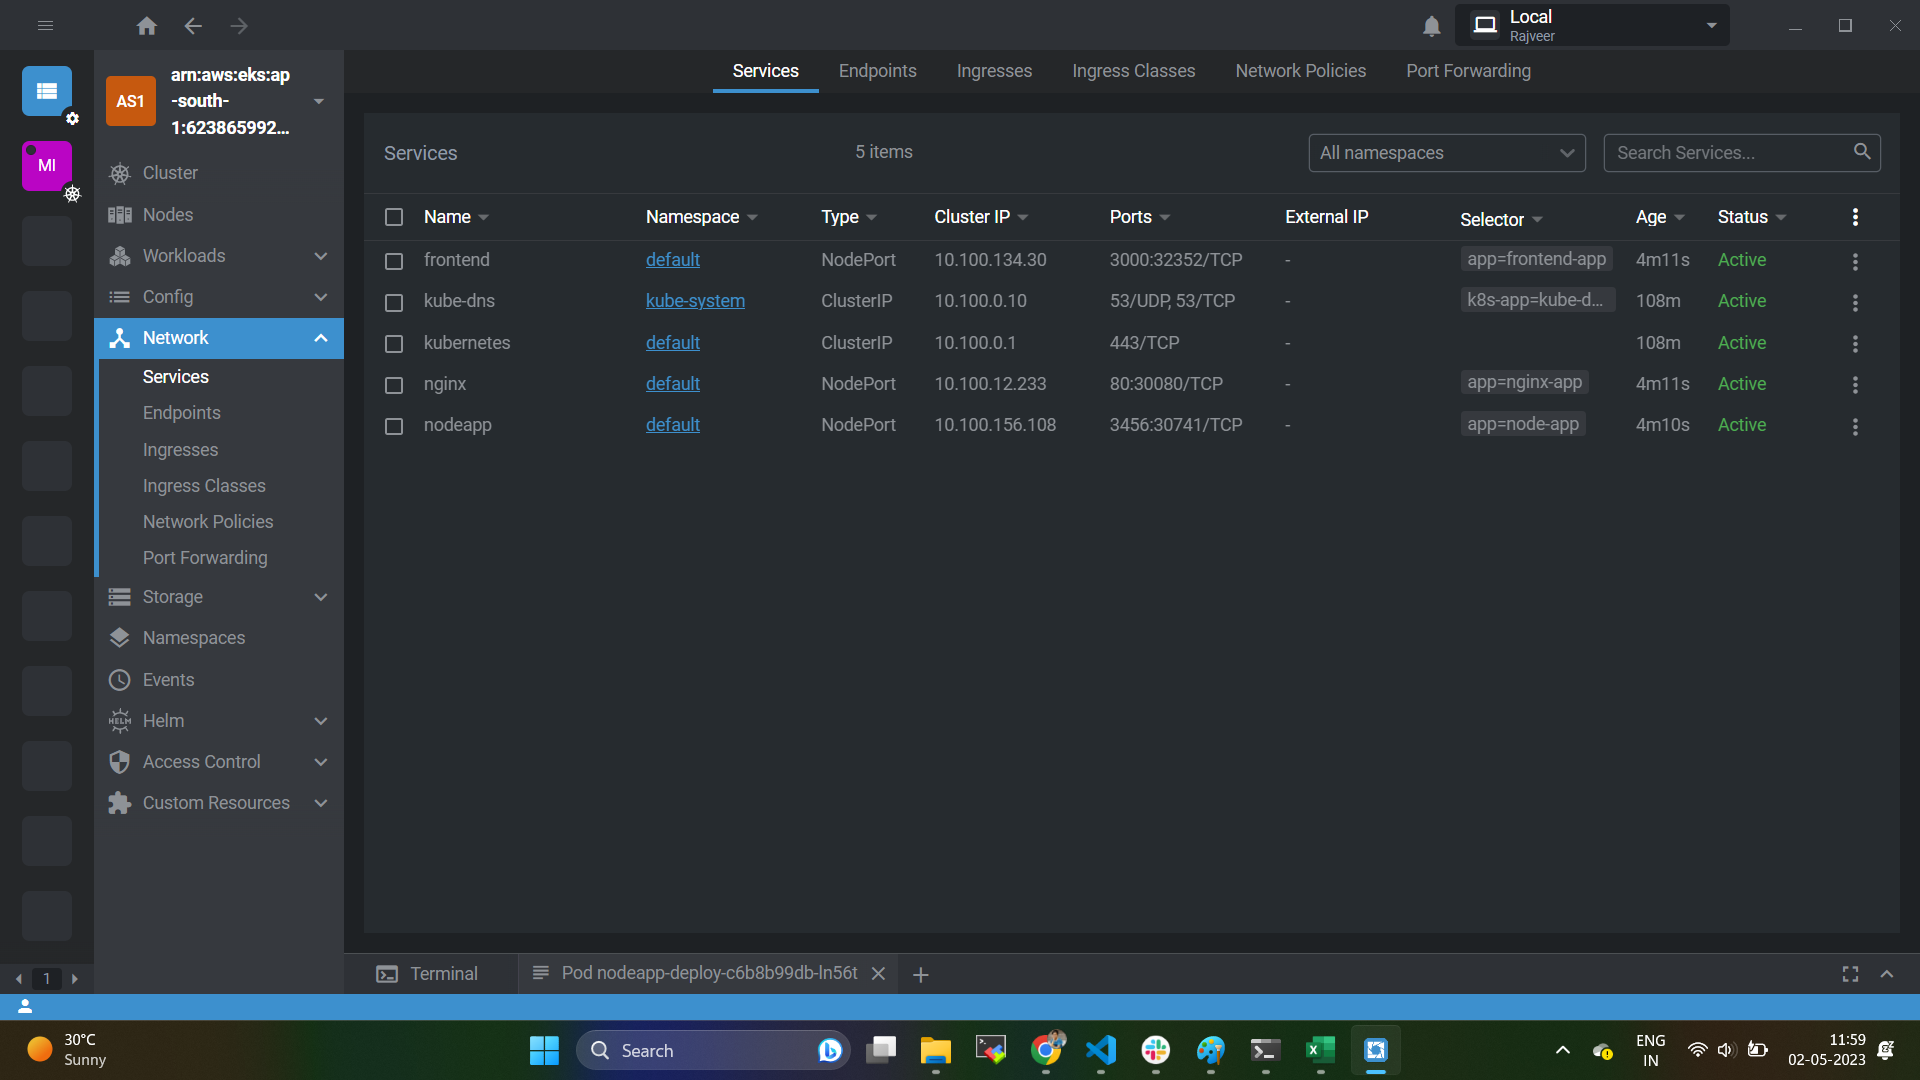 Local
Rajveer
AS1
arn:aws:eks:ap
-south-
1:623865992...
MI
Cluster
Nodes
Workloads
Config
Network
Services
Endpoints
Ingresses
Ingress Classes
Network Policies
Port Forwarding
Storage
Namespaces
Events
HELM
Helm
Access Control
Custom Resources
1
Services Endpoints Ingresses Ingress Classes Network Policies Port Forwarding
Services 5 items All namespaces Search Services...
Name Namespace Type Cluster IP Ports External IP Selector Age Status
frontend default NodePort 10.100.134.30 3000:32352/TCP - app=frontend-app 4m11s Active
kube-dns kube-system ClusterIP 10.100.0.10 53/UDP, 53/TCP - k8s-app=kube-d... 108m Active
kubernetes default ClusterIP 10.100.0.1 443/TCP - 108m Active
nginx default NodePort 10.100.12.233 80:30080/TCP - app=nginx-app 4m11s Active
nodeapp default NodePort 10.100.156.108 3456:30741/TCP - app=node-app 4m10s Active
Terminal Pod nodeapp-deploy-c6b8b99db-ln56t
30°C
Sunny
Search
ENG
IN
11:59
02-05-2023